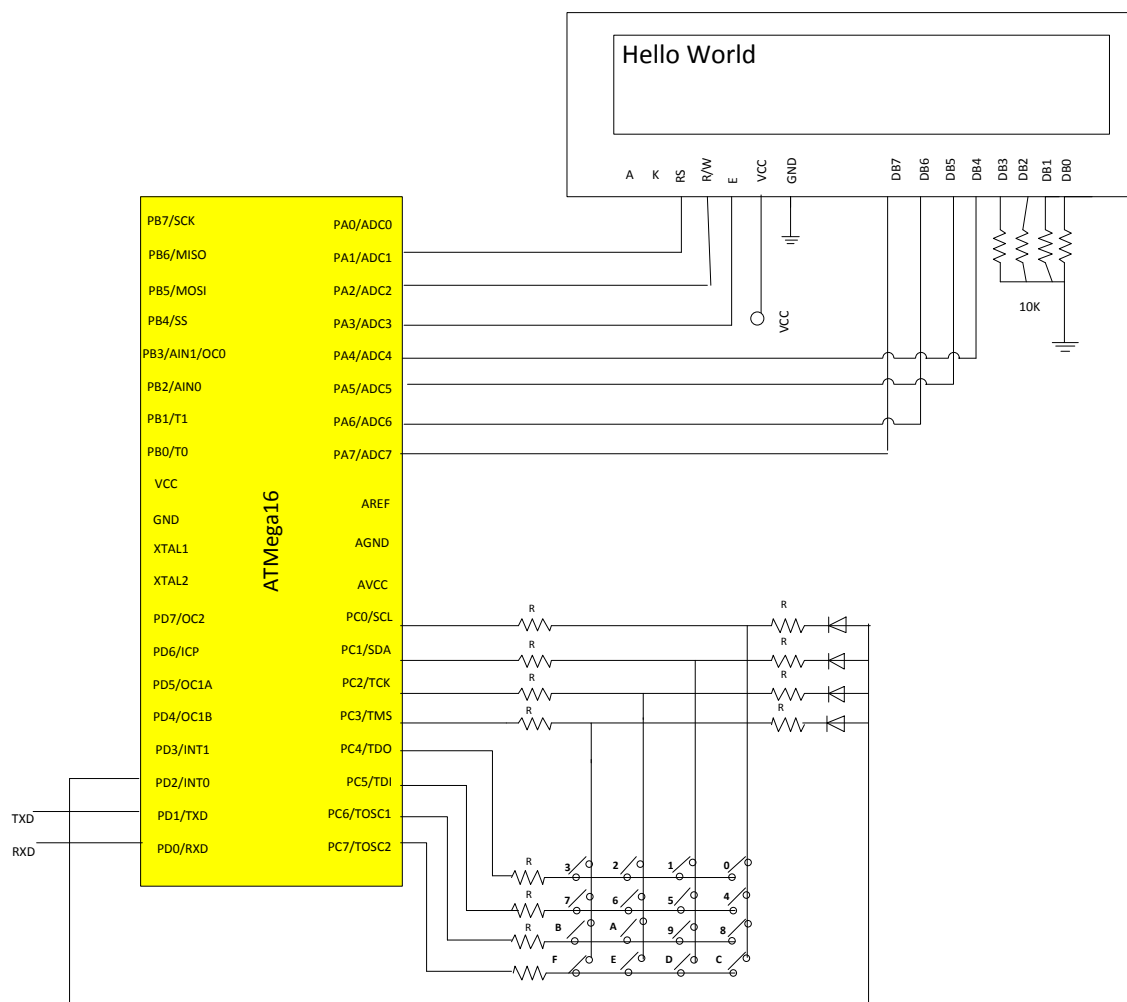 Hello World
A K RS R/W E VCC GND DB7 DB6 DB5 DB4 DB3 DB2 DB1 DB0
10K
VCC
PB7/SCK PA0/ADC0
PB6/MISO PA1/ADC1
PB5/MOSI PA2/ADC2
PB4/SS PA3/ADC3
PB3/AIN1/OC0 PA4/ADC4
PB2/AIN0 PA5/ADC5
PB1/T1 PA6/ADC6
PB0/T0 PA7/ADC7
VCC
AREF
GND
AGND
XTAL1
XTAL2 AVCC
ATMega16
PD7/OC2 PC0/SCL
PD6/ICP PC1/SDA
PD5/OC1A PC2/TCK
PD4/OC1B PC3/TMS
PD3/INT1 PC4/TDO
PD2/INT0 PC5/TDI
PD1/TXD PC6/TOSC1
PD0/RXD PC7/TOSC2
TXD
RXD
R R
R R
R R
R R
R 3 2 1 0
R 7 6 5 4
R B A 9 8
R F E D C